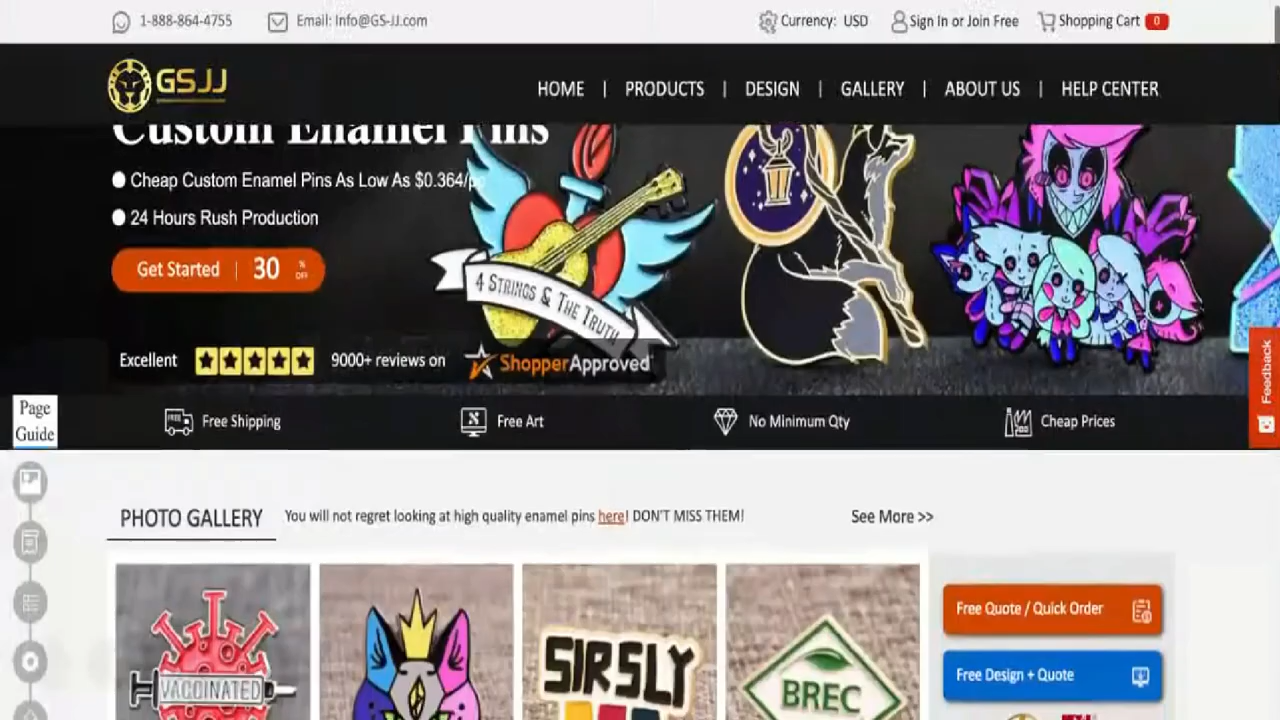 1-888-864-4755
Email: Info@GS-JJ.com
Currency: USD
Sign In or Join Free
Shopping Cart 0
GSJJ
HOME | PRODUCTS | DESIGN | GALLERY | ABOUT US | HELP CENTER
Custom Enamel Pins
Cheap Custom Enamel Pins As Low As $0.364/pc
24 Hours Rush Production
Get Started | 30 % OFF
4 STRINGS & THE TRUTH
Excellent
9000+ reviews on
ShopperApproved
Feedback
Page
Guide
FREE
Free Shipping
Free Art
No Minimum Qty
Cheap Prices
PHOTO GALLERY
You will not regret looking at high quality enamel pins here! DON'T MISS THEM!
See More >>
Free Quote / Quick Order
Free Design + Quote
VACCINATED
SIRSLY
BREC